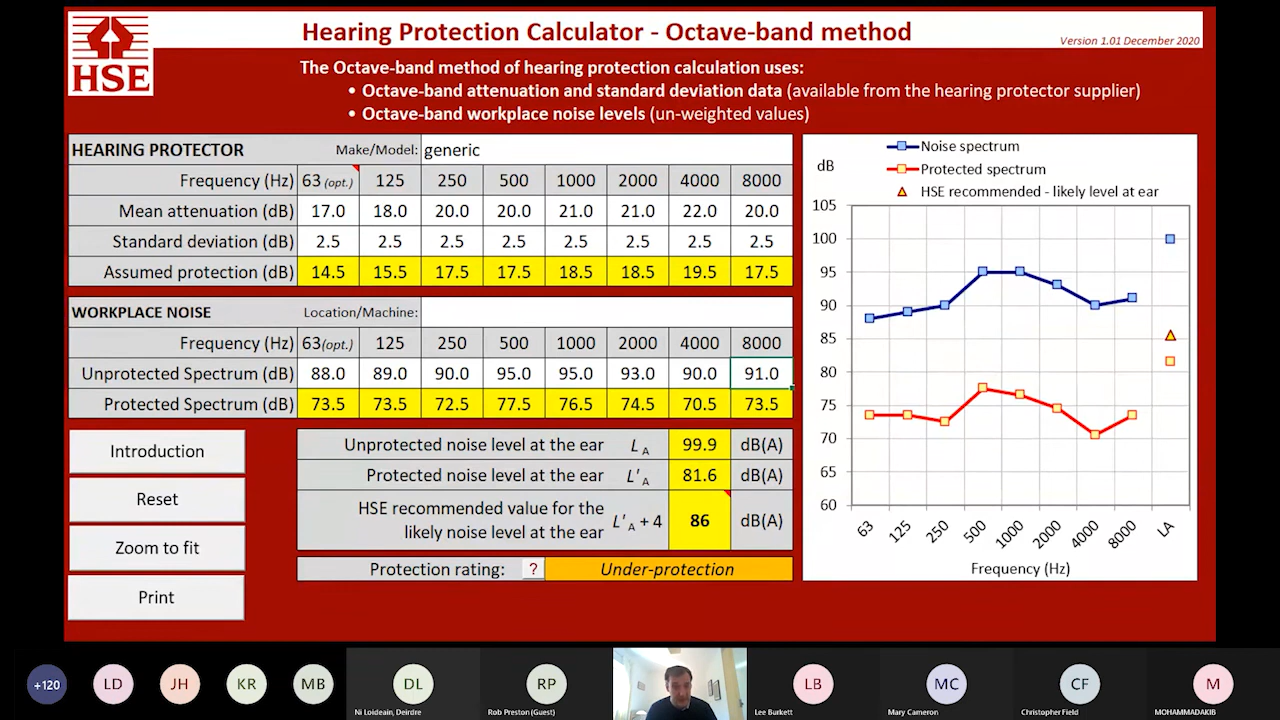 HSE
Hearing Protection Calculator - Octave-band method
Version 1.01 December 2020
The Octave-band method of hearing protection calculation uses:
• Octave-band attenuation and standard deviation data (available from the hearing protector supplier)
• Octave-band workplace noise levels (un-weighted values)
HEARING PROTECTOR Make/Model: generic
Frequency (Hz) 63 (opt.) 125 250 500 1000 2000 4000 8000
Mean attenuation (dB) 17.0 18.0 20.0 20.0 21.0 21.0 22.0 20.0
Standard deviation (dB) 2.5 2.5 2.5 2.5 2.5 2.5 2.5 2.5
Assumed protection (dB) 14.5 15.5 17.5 17.5 18.5 18.5 19.5 17.5
WORKPLACE NOISE Location/Machine:
Frequency (Hz) 63(opt.) 125 250 500 1000 2000 4000 8000
Unprotected Spectrum (dB) 88.0 89.0 90.0 95.0 95.0 93.0 90.0 91.0
Protected Spectrum (dB) 73.5 73.5 72.5 77.5 76.5 74.5 70.5 73.5
Introduction
Reset
Zoom to fit
Print
Unprotected noise level at the ear L A 99.9 dB(A)
Protected noise level at the ear L' A 81.6 dB(A)
HSE recommended value for the
likely noise level at the ear L' A + 4 86 dB(A)
Protection rating: ? Under-protection
Noise spectrum
dB
Protected spectrum
HSE recommended - likely level at ear
105
100
95
90
85
80
75
70
65
60
63 125 250 500 1000 2000 4000 8000 LA
Frequency (Hz)
+120 LD JH KR MB DL RP LB MC CF M
Ni Loideain, Deirdre Rob Preston (Guest) Lee Burkett Mary Cameron Christopher Field MOHAMMADAKIB